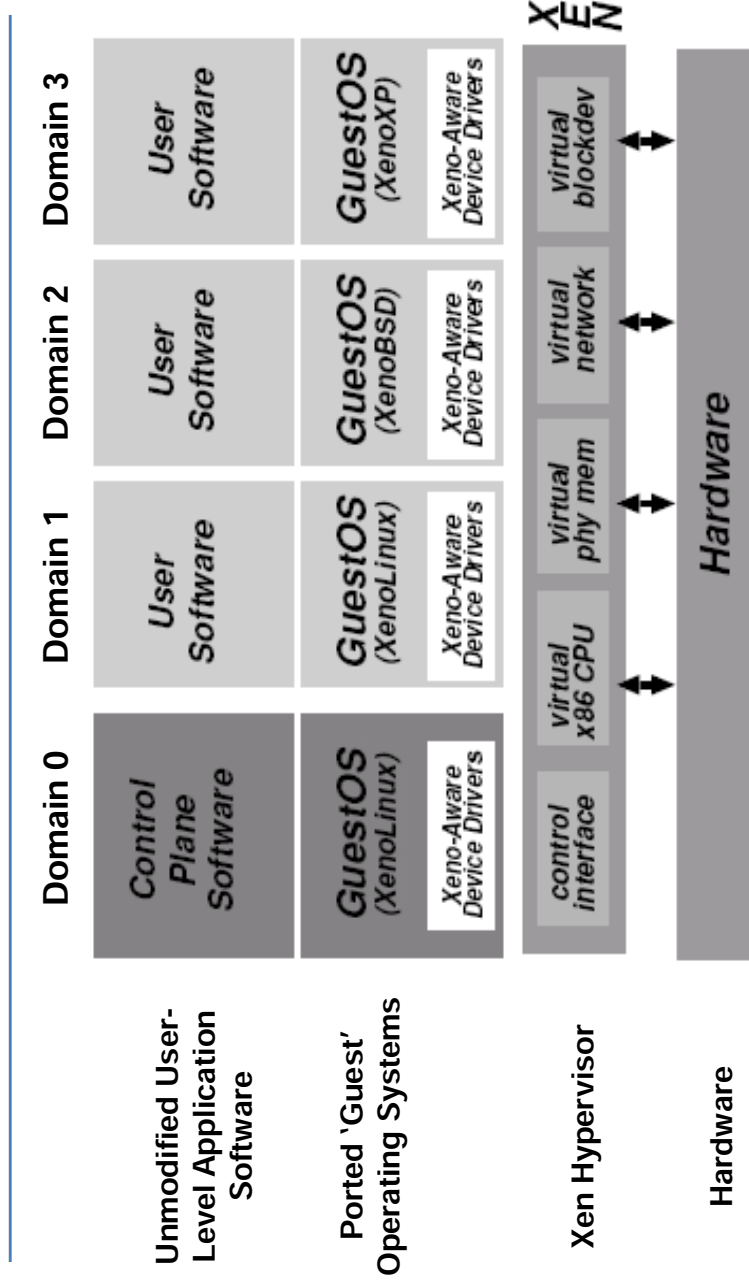 Domain 0
Domain 1
Domain 2
Domain 3
Unmodified User-
Level Application
Software
Control
Plane
Software
User
Software
User
Software
User
Software
Ported ‘Guest’
Operating Systems
GuestOS
(XenoLinux)
Xeno-Aware
Device Drivers
GuestOS
(XenoLinux)
Xeno-Aware
Device Drivers
GuestOS
(XenoBSD)
Xeno-Aware
Device Drivers
GuestOS
(XenoXP)
Xeno-Aware
Device Drivers
Xen Hypervisor
control
interface
virtual
x86 CPU
virtual
phy mem
virtual
network
virtual
blockdev
X
E
N
Hardware
Hardware